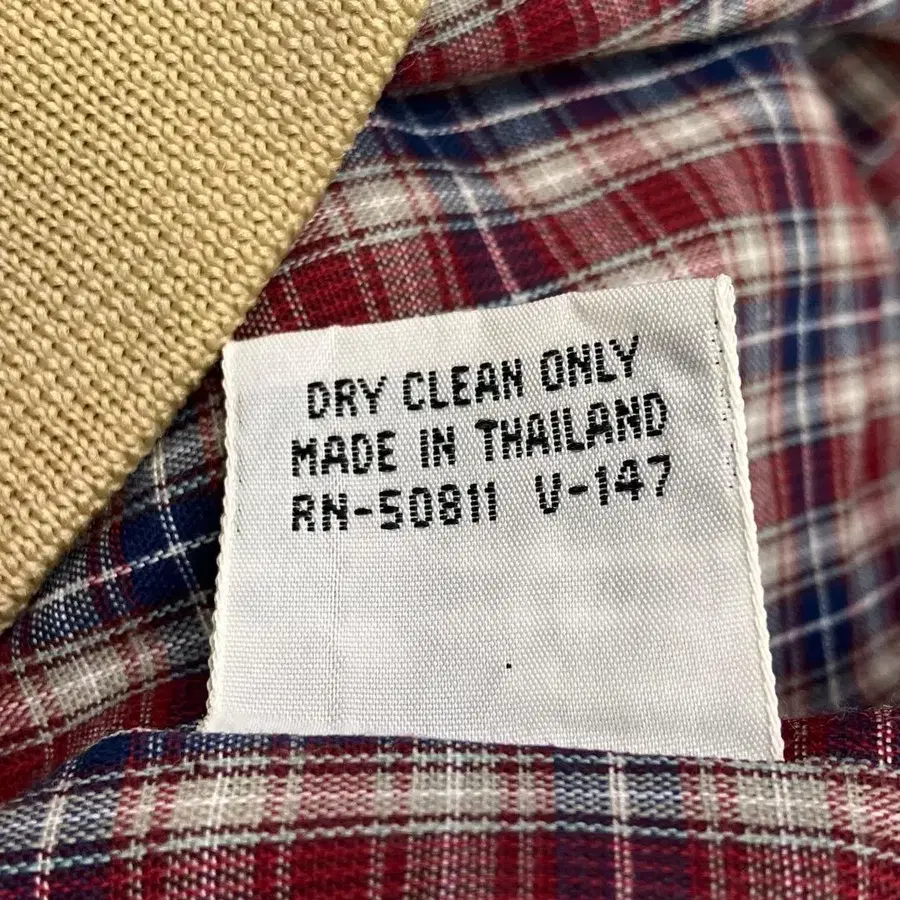 DRY CLEAN ONLY
MADE IN THAILAND
RN-50811 V-147